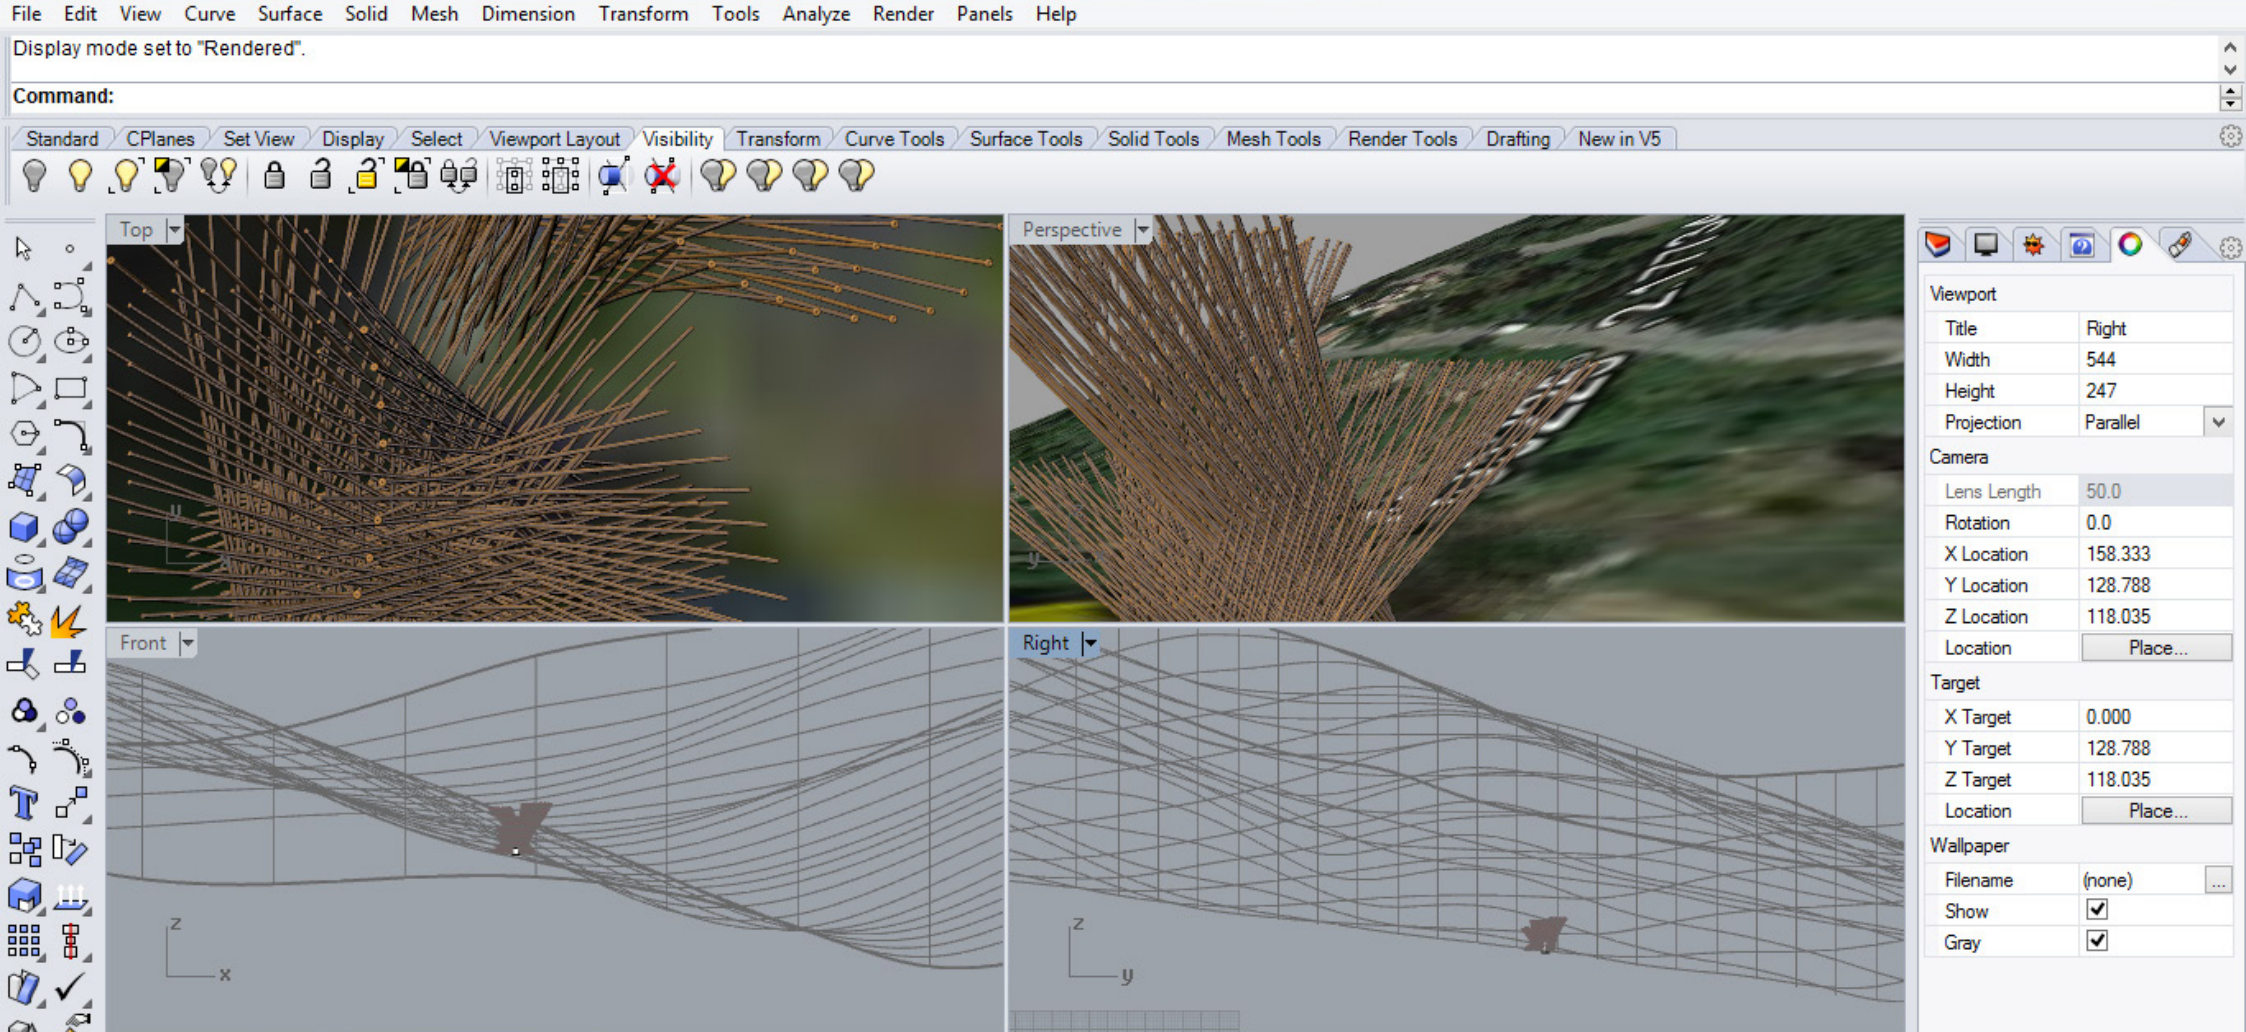 File Edit View Curve Surface Solid Mesh Dimension Transform Tools Analyze Render Panels Help
Display mode set to "Rendered".
Command:
Standard CPlanes Set View Display Select Viewport Layout Visibility Transform Curve Tools Surface Tools Solid Tools Mesh Tools Render Tools Drafting New in V5
Top
Perspective
Front
z
x
Right
z
y
Viewport
Title Right
Width 544
Height 247
Projection Parallel
Camera
Lens Length 50.0
Rotation 0.0
X Location 158.333
Y Location 128.788
Z Location 118.035
Location Place...
Target
X Target 0.000
Y Target 128.788
Z Target 118.035
Location Place...
Wallpaper
Filename (none) ...
Show
Gray